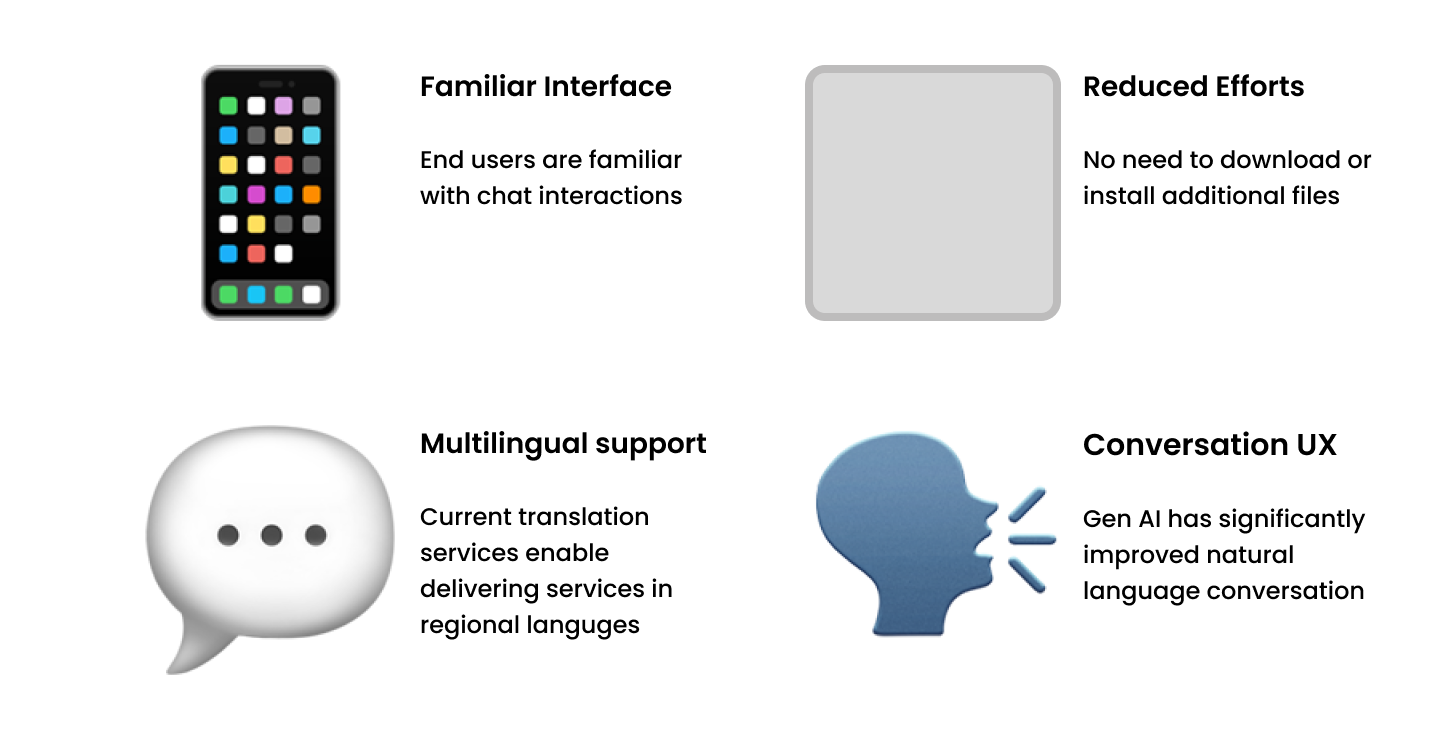 Familiar Interface
End users are familiar
with chat interactions
Reduced Efforts
No need to download or
install additional files
Multilingual support
Current translation
services enable
delivering services in
regional languges
Conversation UX
Gen AI has significantly
improved natural
language conversation